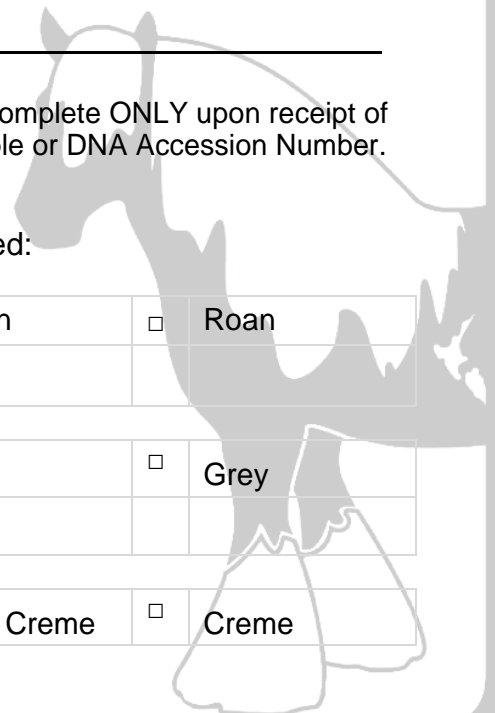 omplete ONLY upon receipt of
le or DNA Accession Number.
ed:
n □ Roan
□ Grey
Creme □ Creme